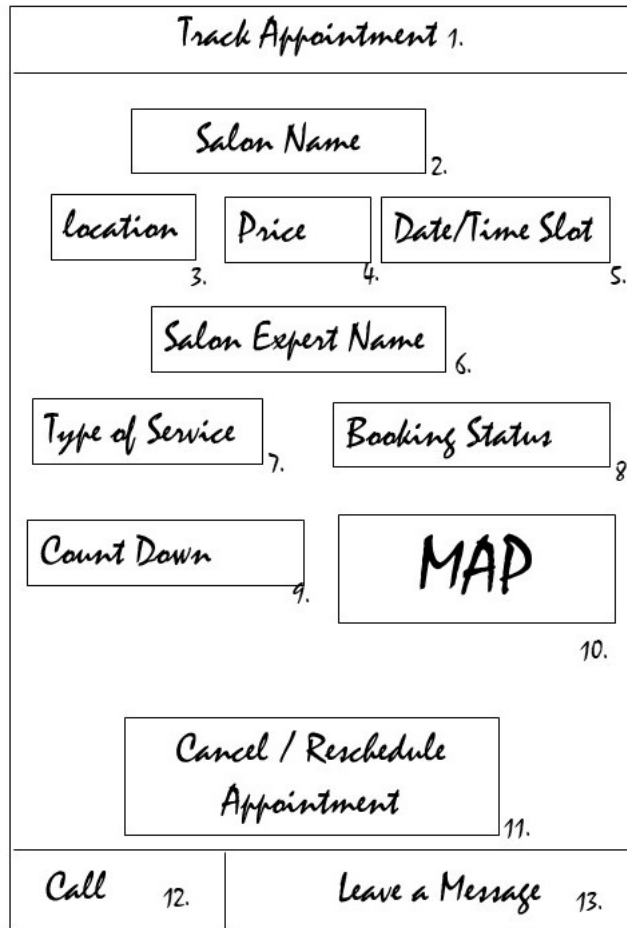 Track Appointment 1.
Salon Name
2.
location Price Date/Time Slot
3. 4. 5.
Salon Expert Name
6.
Type of Service Booking Status
7. 8
Count Down MAP
9.
10.
Cancel / Reschedule
Appointment
11.
Call 12. Leave a Message 13.